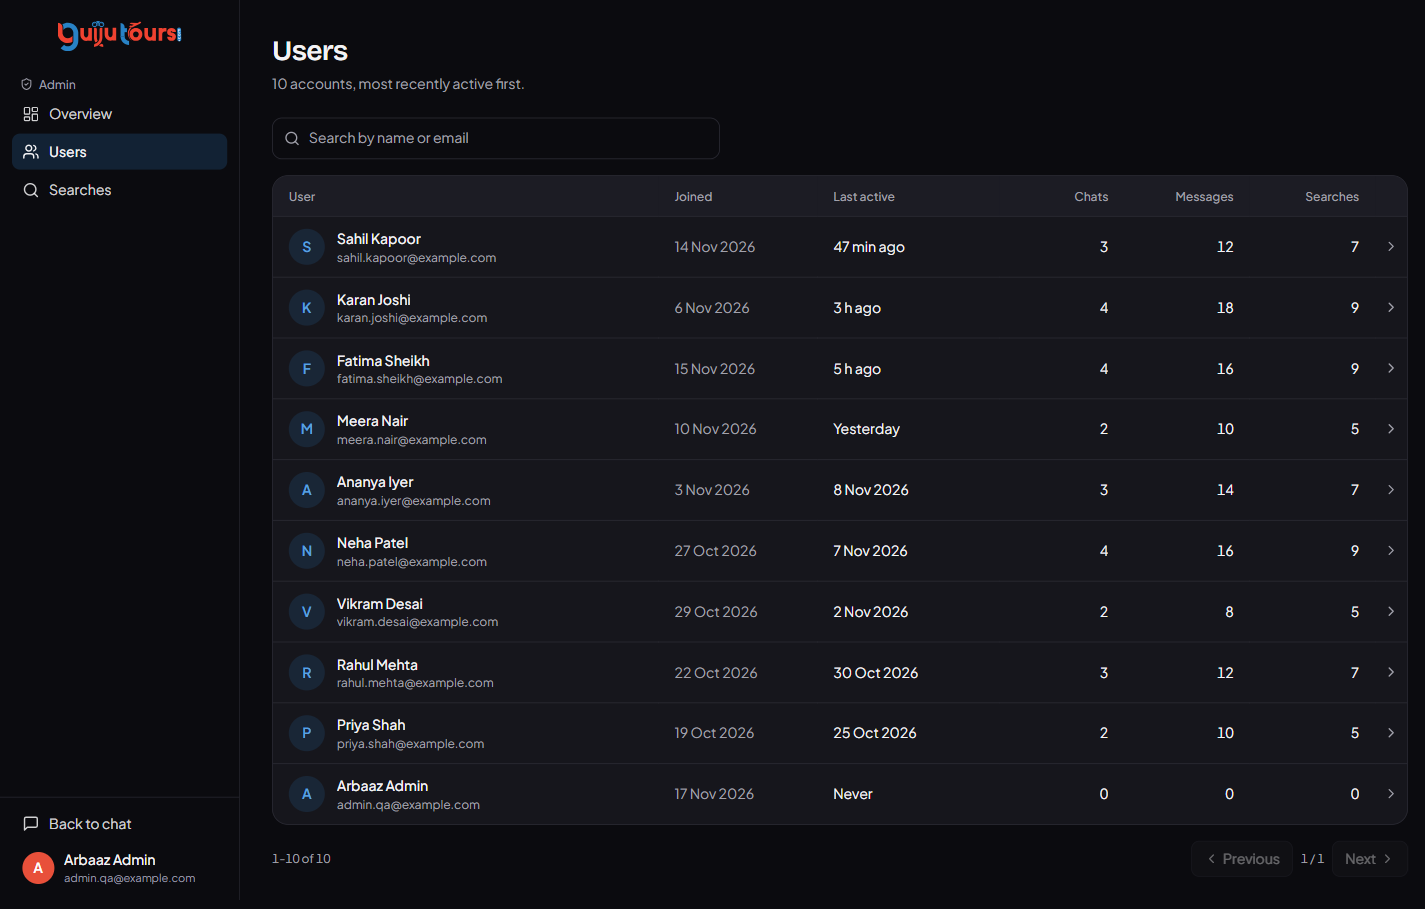 gujjutours
Admin
Overview
Users
Searches
Back to chat
A
Arbaaz Admin
admin.qa@example.com
Users
10 accounts, most recently active first.
Search by name or email
User Joined Last active Chats Messages Searches
S Sahil Kapoor 14 Nov 2026 47 min ago 3 12 7
sahil.kapoor@example.com
K Karan Joshi 6 Nov 2026 3 h ago 4 18 9
karan.joshi@example.com
F Fatima Sheikh 15 Nov 2026 5 h ago 4 16 9
fatima.sheikh@example.com
M Meera Nair 10 Nov 2026 Yesterday 2 10 5
meera.nair@example.com
A Ananya Iyer 3 Nov 2026 8 Nov 2026 3 14 7
ananya.iyer@example.com
N Neha Patel 27 Oct 2026 7 Nov 2026 4 16 9
neha.patel@example.com
V Vikram Desai 29 Oct 2026 2 Nov 2026 2 8 5
vikram.desai@example.com
R Rahul Mehta 22 Oct 2026 30 Oct 2026 3 12 7
rahul.mehta@example.com
P Priya Shah 19 Oct 2026 25 Oct 2026 2 10 5
priya.shah@example.com
A Arbaaz Admin 17 Nov 2026 Never 0 0 0
admin.qa@example.com
1–10 of 10
Previous 1 / 1 Next